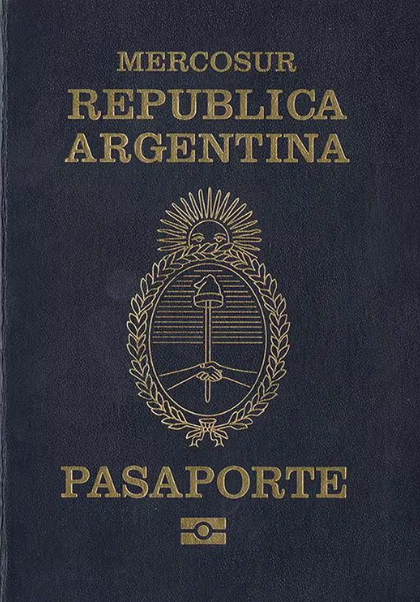 MERCOSUR
REPUBLICA
ARGENTINA
PASAPORTE